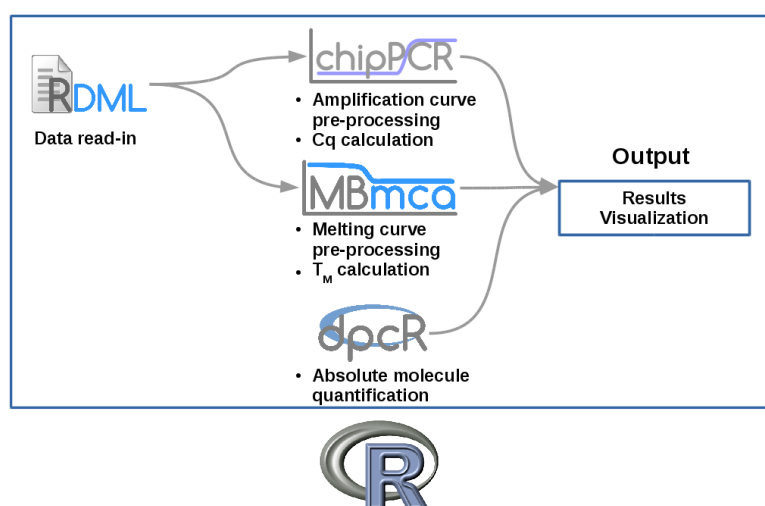 RDML
Data read-in
chipPCR
• Amplification curve
pre-processing
• Cq calculation
MBmca
• Melting curve
pre-processing
• TM calculation
dpcR
• Absolute molecule
quantification
Output
Results
Visualization
R